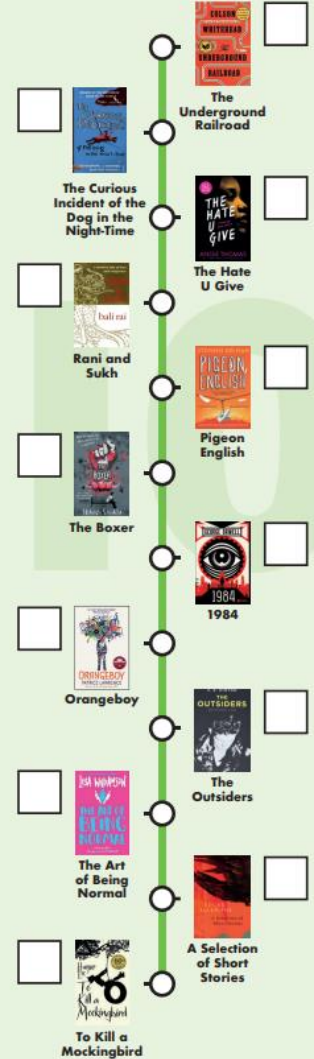 COLSON
WHITEHEAD
THE
UNDERGROUND
RAILROAD
The
Underground
Railroad
The Curious
Incident of the
Dog in the
Night-Time
THE
HATE
U
GIVE
ANGIE THOMAS
The Hate
U Give
bali rai
Rani and
Sukh
PIGEON
ENGLISH
Pigeon
English
THE
BOXER
The Boxer
GEORGE ORWELL
1984
1984
ORANGEBOY
PATRICE LAWRENCE
Orangeboy
THE
OUTSIDERS
The
Outsiders
LISA WILLIAMSON
THE ART OF
BEING
NORMAL
The Art
of Being
Normal
A Selection
of Short
Stories
Harper
To Kill a
Mockingbird
To Kill a
Mockingbird
10